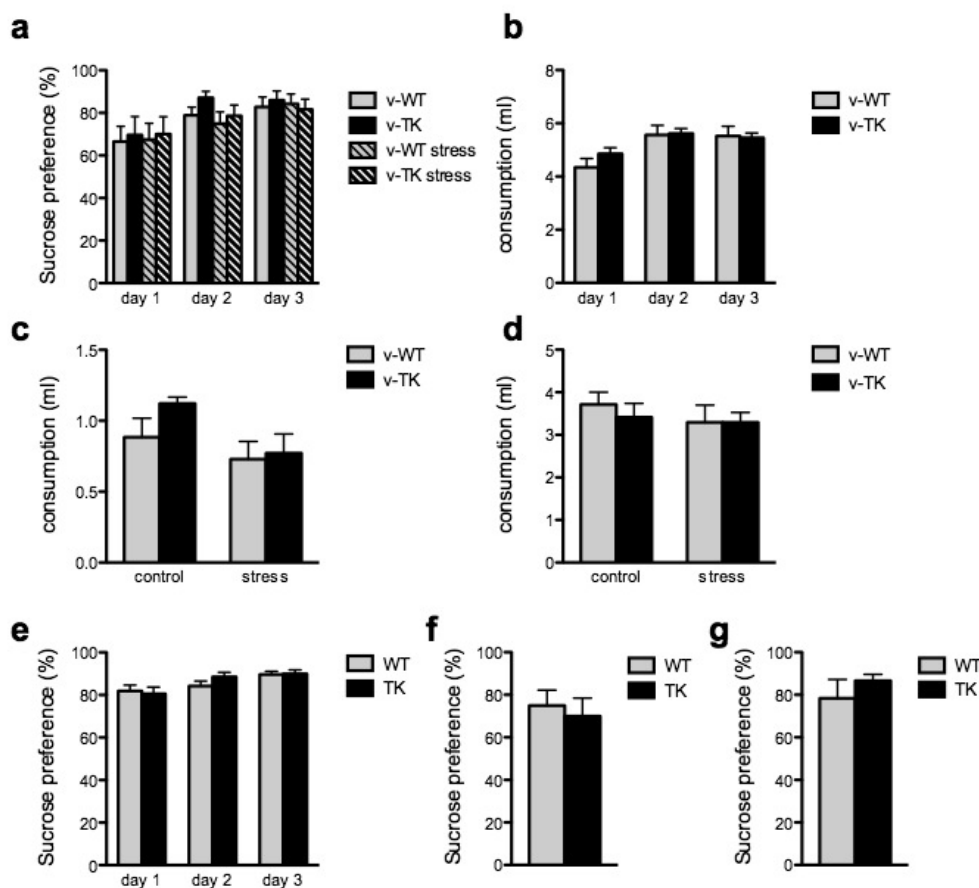 a
Sucrose preference (%)
100
80
60
40
20
0
day 1 day 2 day 3
v-WT
v-TK
v-WT stress
v-TK stress
b
consumption (ml)
8
6
4
2
0
day 1 day 2 day 3
v-WT
v-TK
c
consumption (ml)
1.5
1.0
0.5
0.0
control stress
v-WT
v-TK
d
consumption (ml)
5
4
3
2
1
0
control stress
v-WT
v-TK
e
Sucrose preference (%)
100
80
60
40
20
0
day 1 day 2 day 3
WT
TK
f
Sucrose preference (%)
100
80
60
40
20
0
WT
TK
g
Sucrose preference (%)
100
80
60
40
20
0
WT
TK